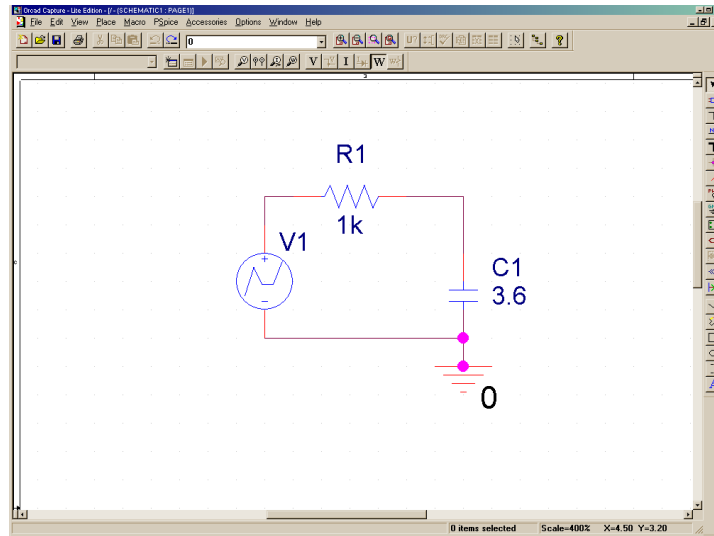 Orcad Capture - Lite Edition - [/ - (SCHEMATIC1 : PAGE1)]
File Edit View Place Macro PSpice Accessories Options Window Help
0
U?
V I W
3
R1
1k
V1
C1
3.6
0
0 items selected Scale=400% X=4.50 Y=3.20